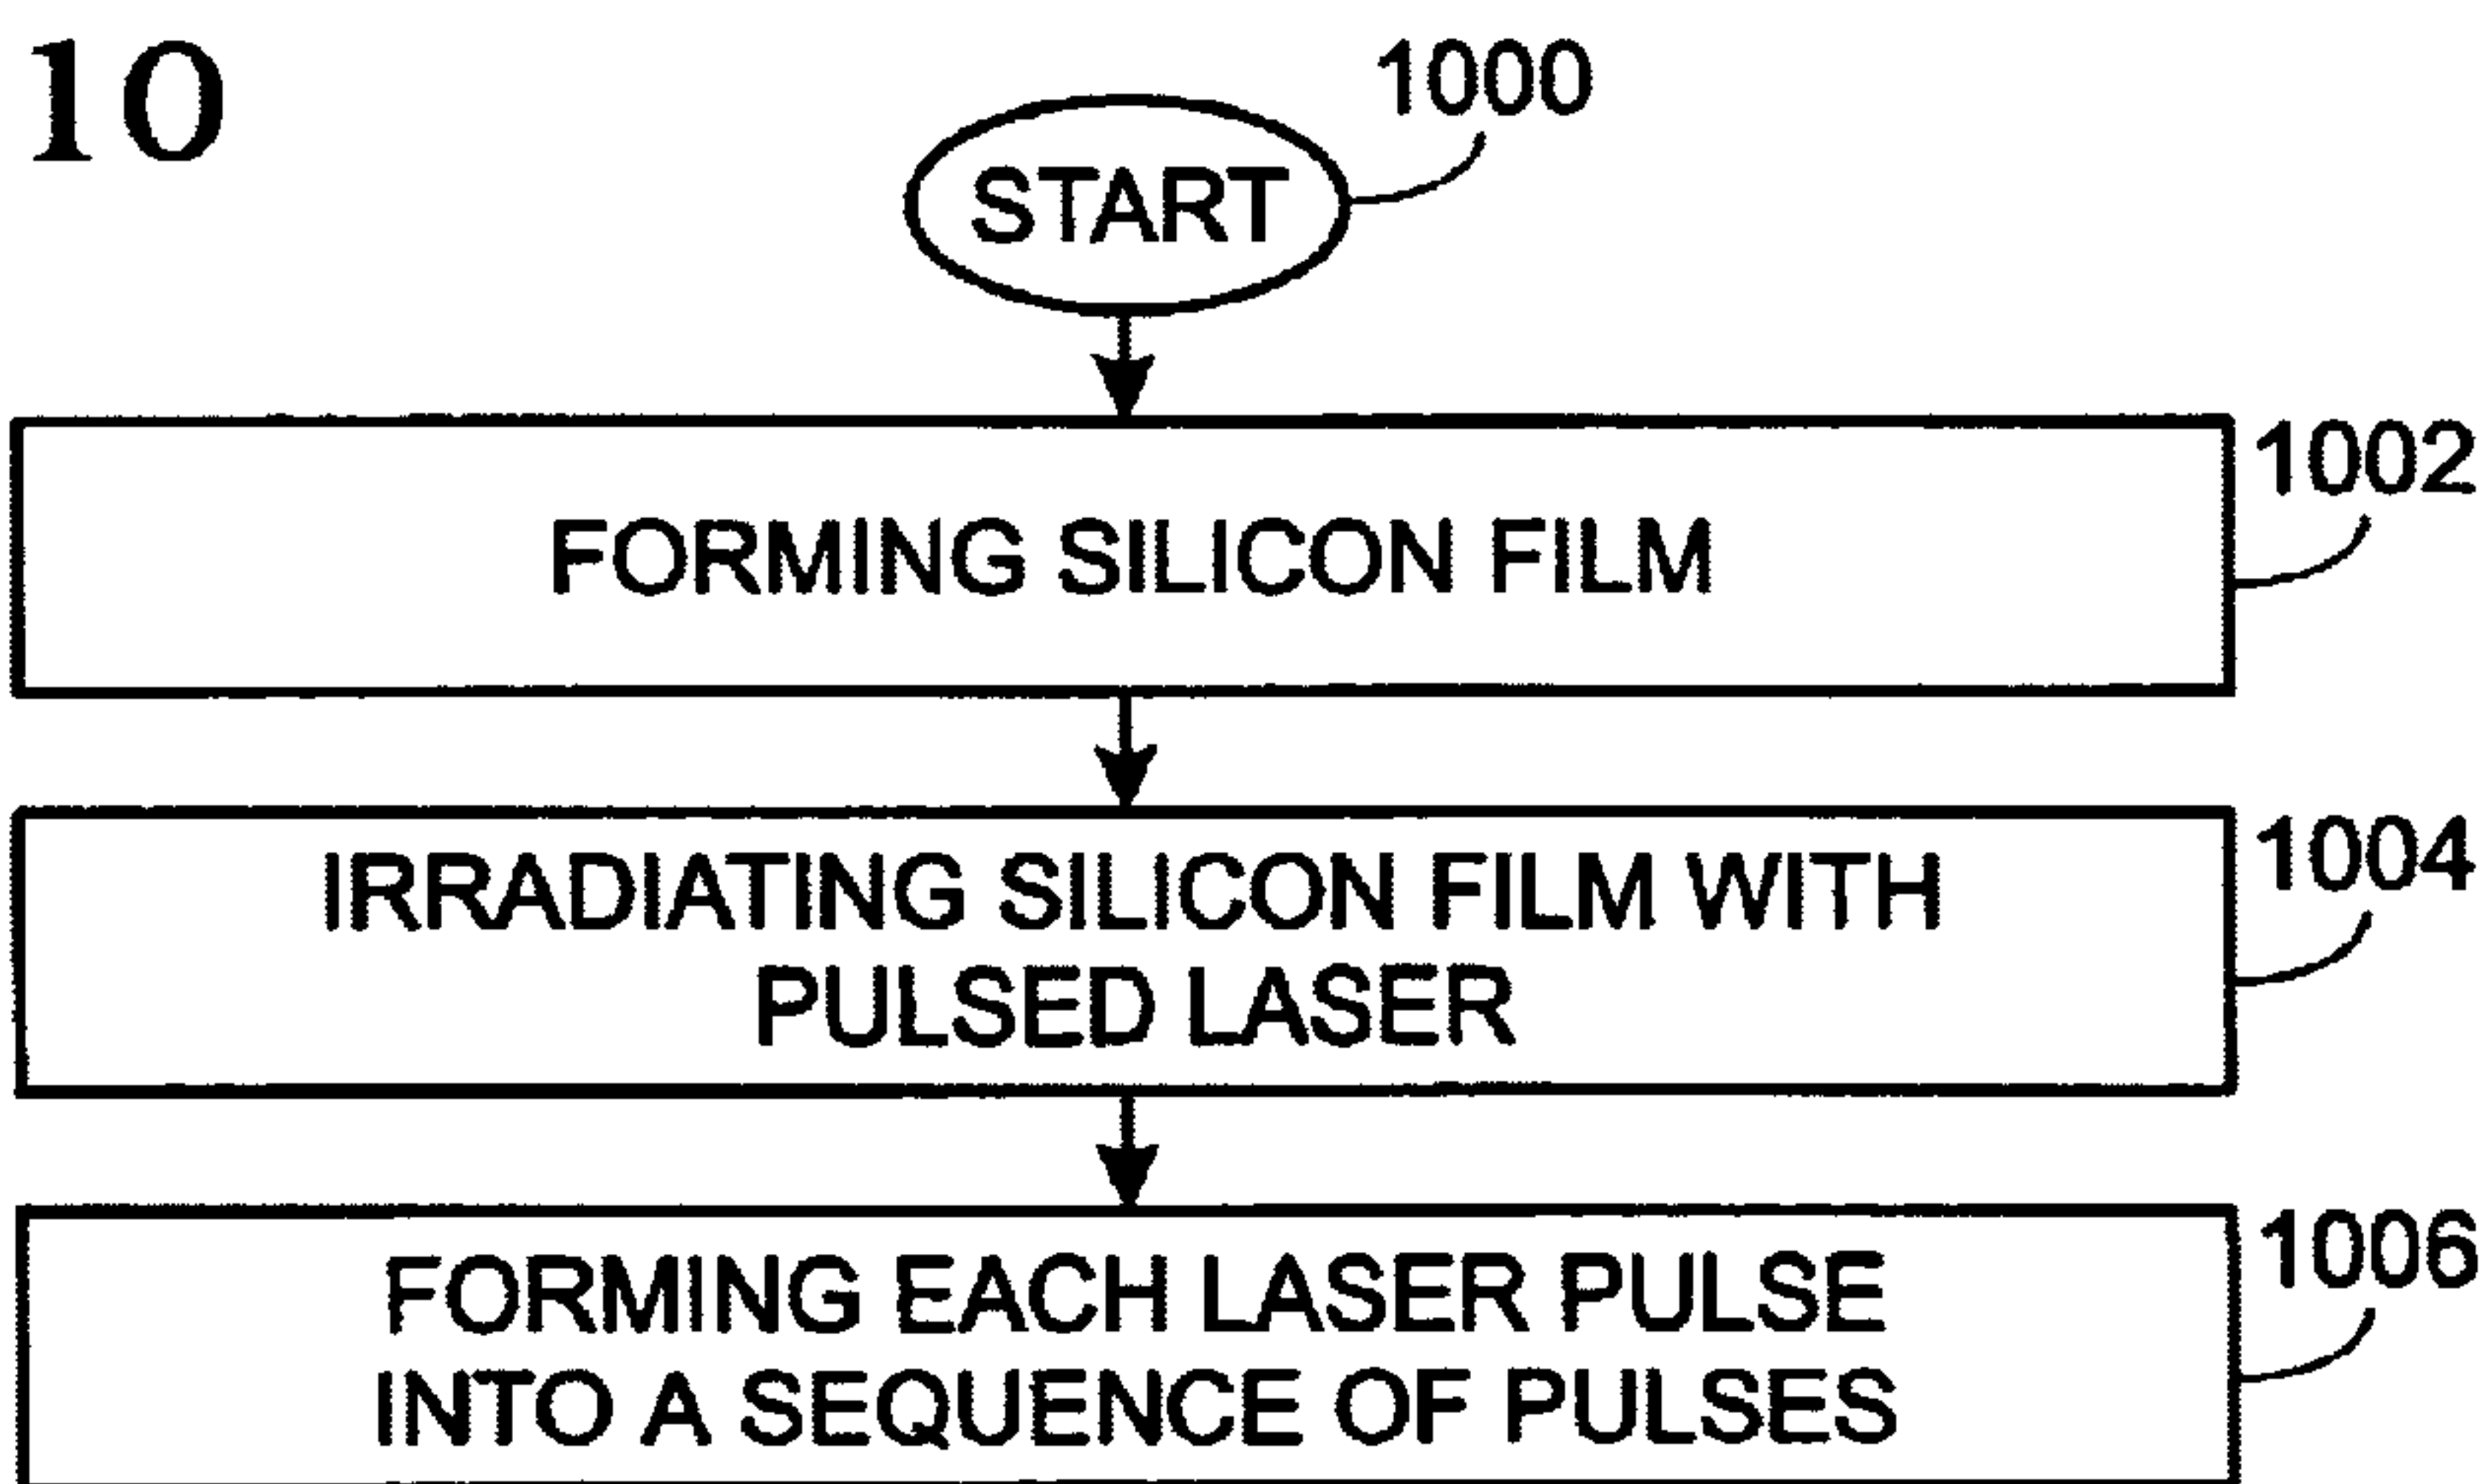 10
1000
START
1002
FORMING SILICON FILM
1004
IRRADIATING SILICON FILM WITH
PULSED LASER
1006
FORMING EACH LASER PULSE
INTO A SEQUENCE OF PULSES